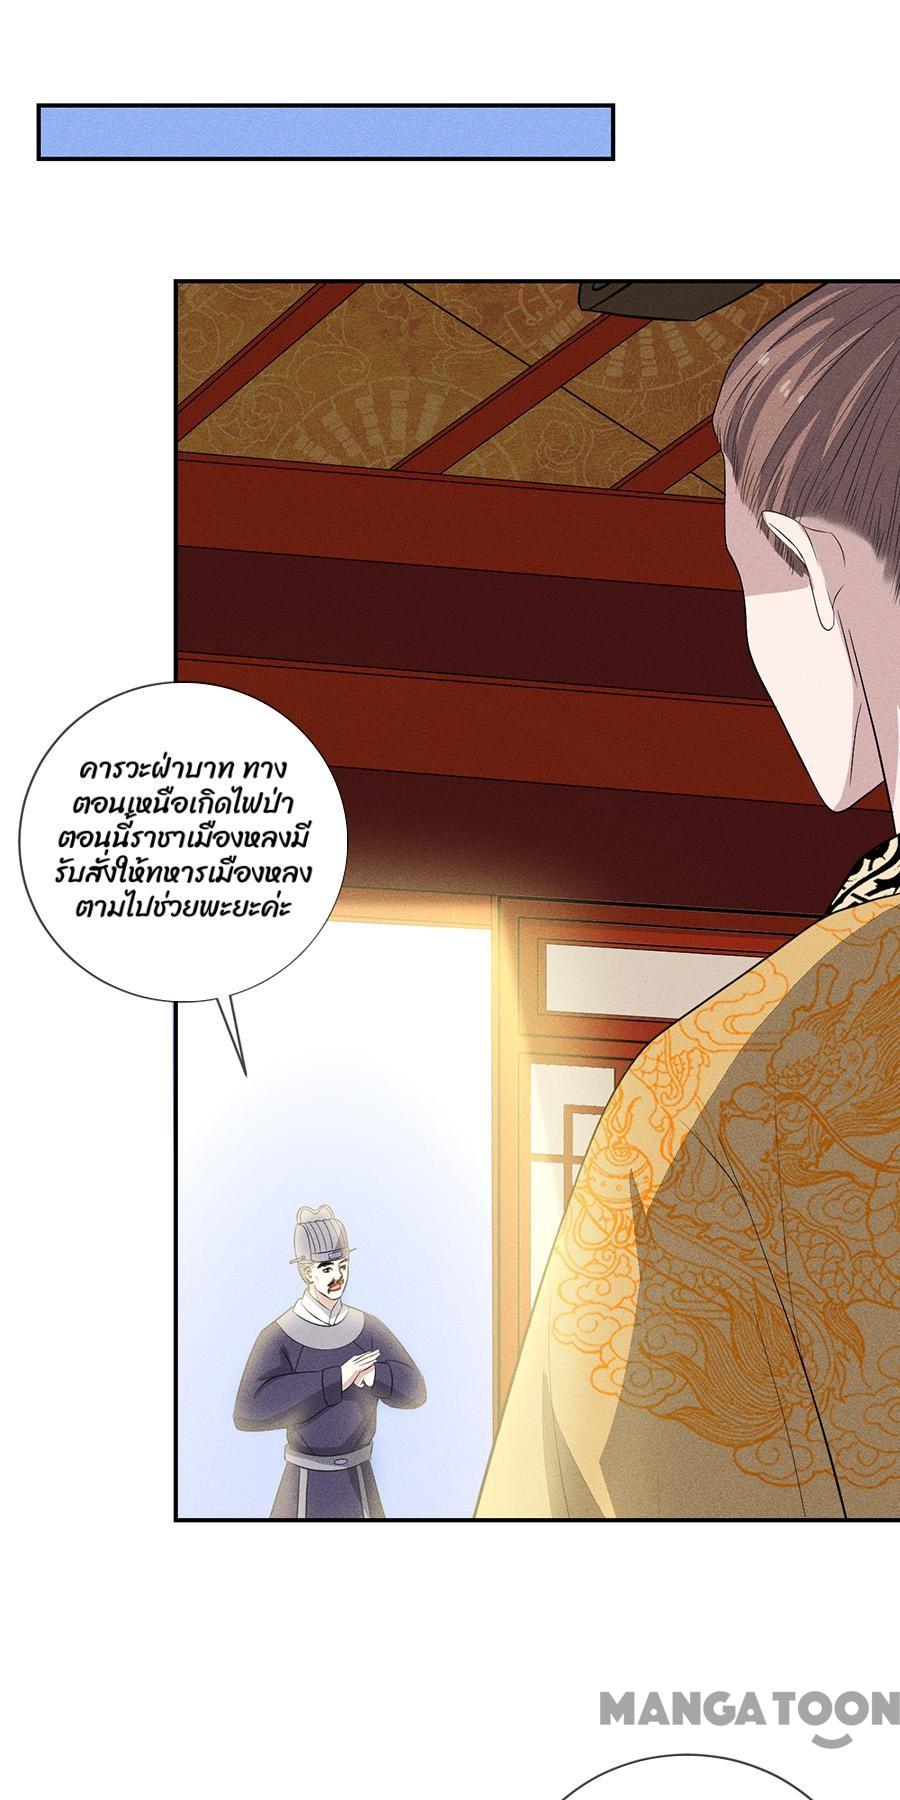 คารวะฝ่าบาท ทาง
ตอนเหนือเกิดไฟป่า
ตอนนี้ราชาเมืองหลงมี
รับสั่งให้ทหารเมืองหลง
ตามไปช่วยพะยะค่ะ
MANGATOON